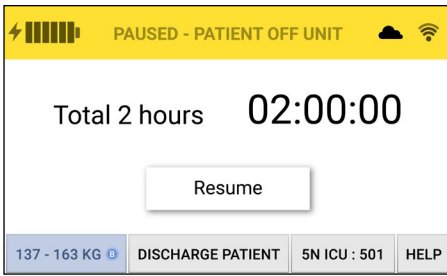 PAUSED - PATIENT OFF UNIT
Total 2 hours 02:00:00
Resume
137 - 163 KG B DISCHARGE PATIENT 5N ICU : 501 HELP